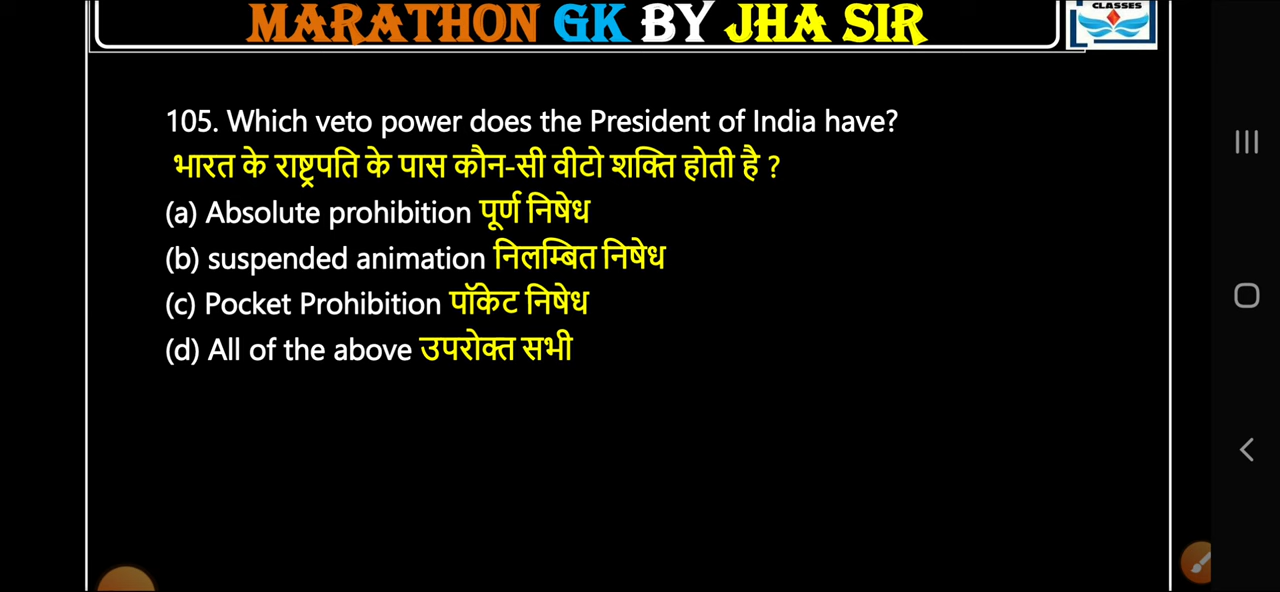 MARATHON GK BY JHA SIR
CLASSES
105. Which veto power does the President of India have?
भारत के राष्ट्रपति के पास कौन-सी वीटो शक्ति होती है ?
(a) Absolute prohibition पूर्ण निषेध
(b) suspended animation निलम्बित निषेध
(c) Pocket Prohibition पॉकेट निषेध
(d) All of the above उपरोक्त सभी